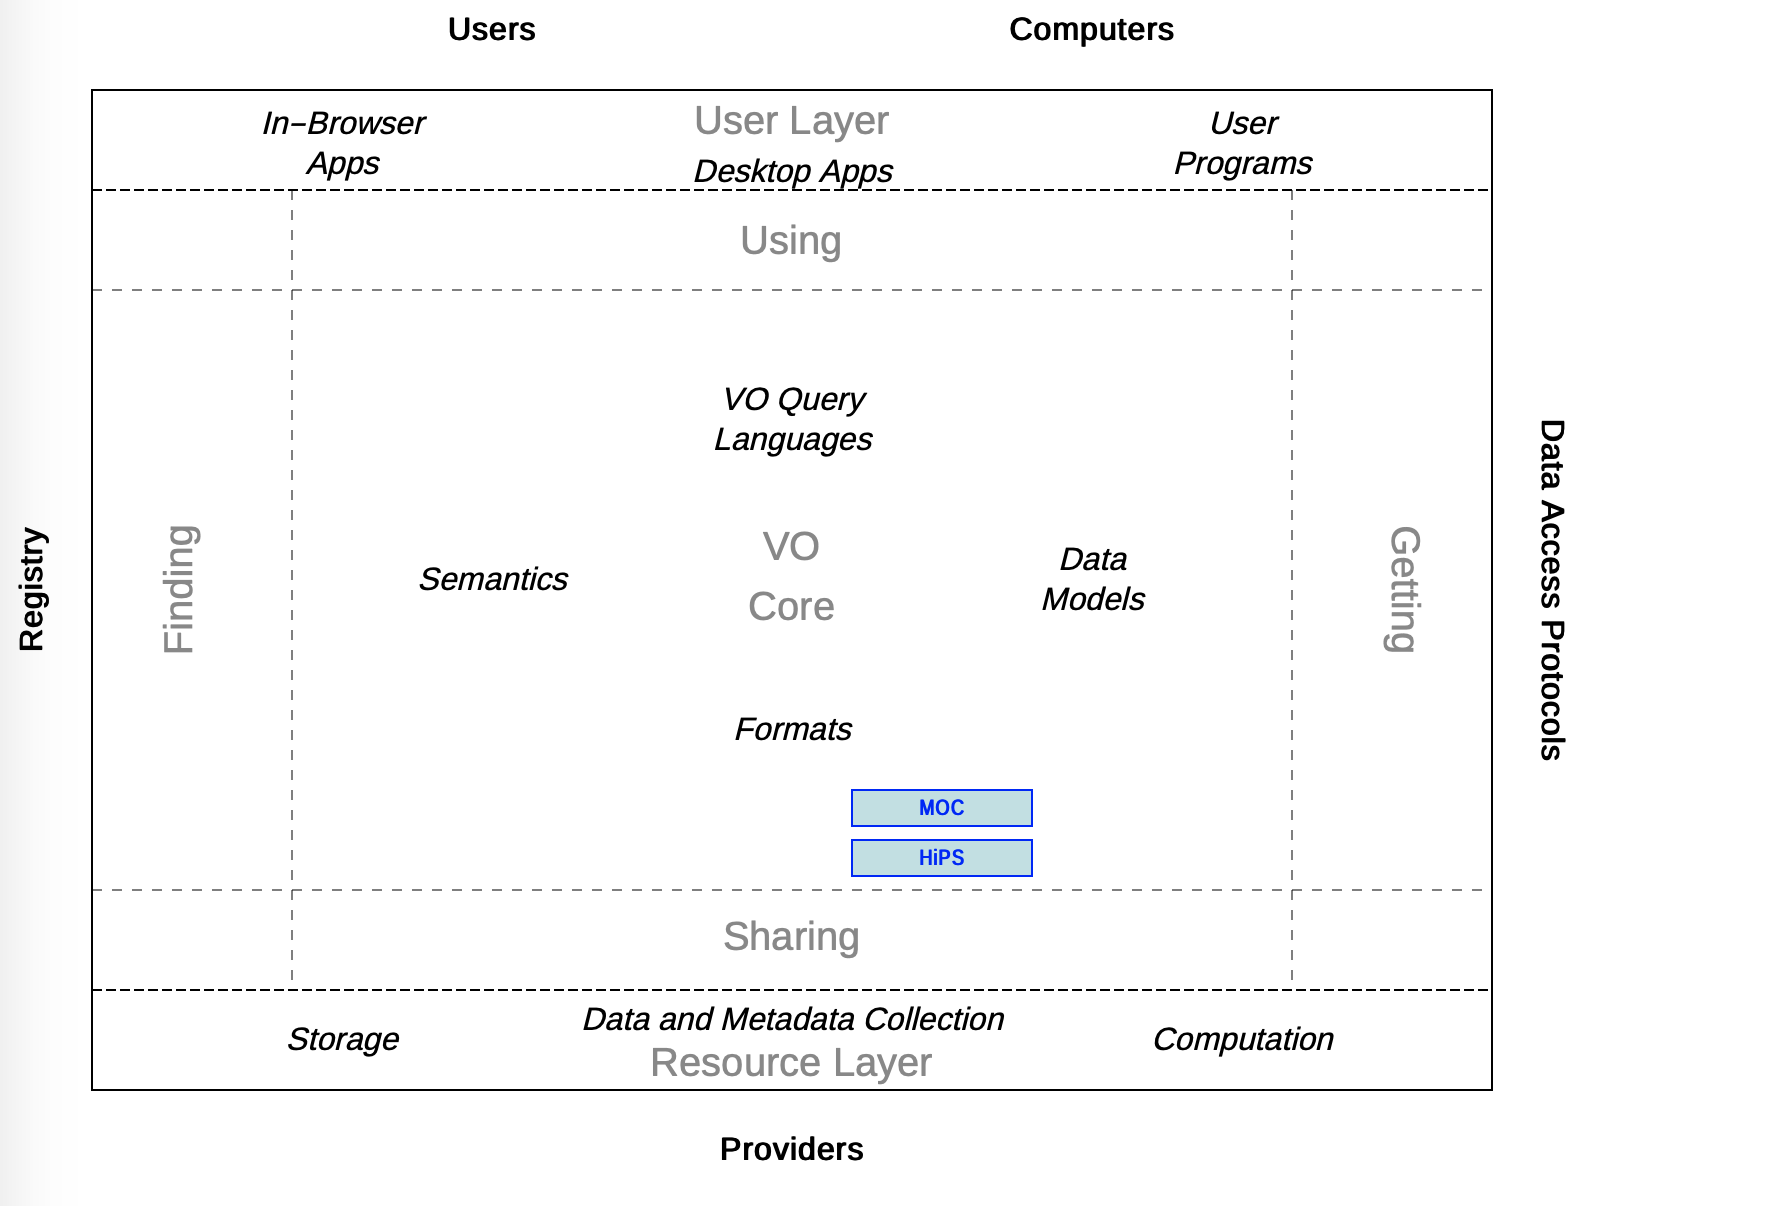 Users
Computers
In–Browser
Apps
User Layer
Desktop Apps
User
Programs
Using
VO Query
Languages
Registry
Finding
Semantics
VO
Core
Data
Models
Getting
Data Access Protocols
Formats
MOC
HiPS
Sharing
Storage
Data and Metadata Collection
Resource Layer
Computation
Providers